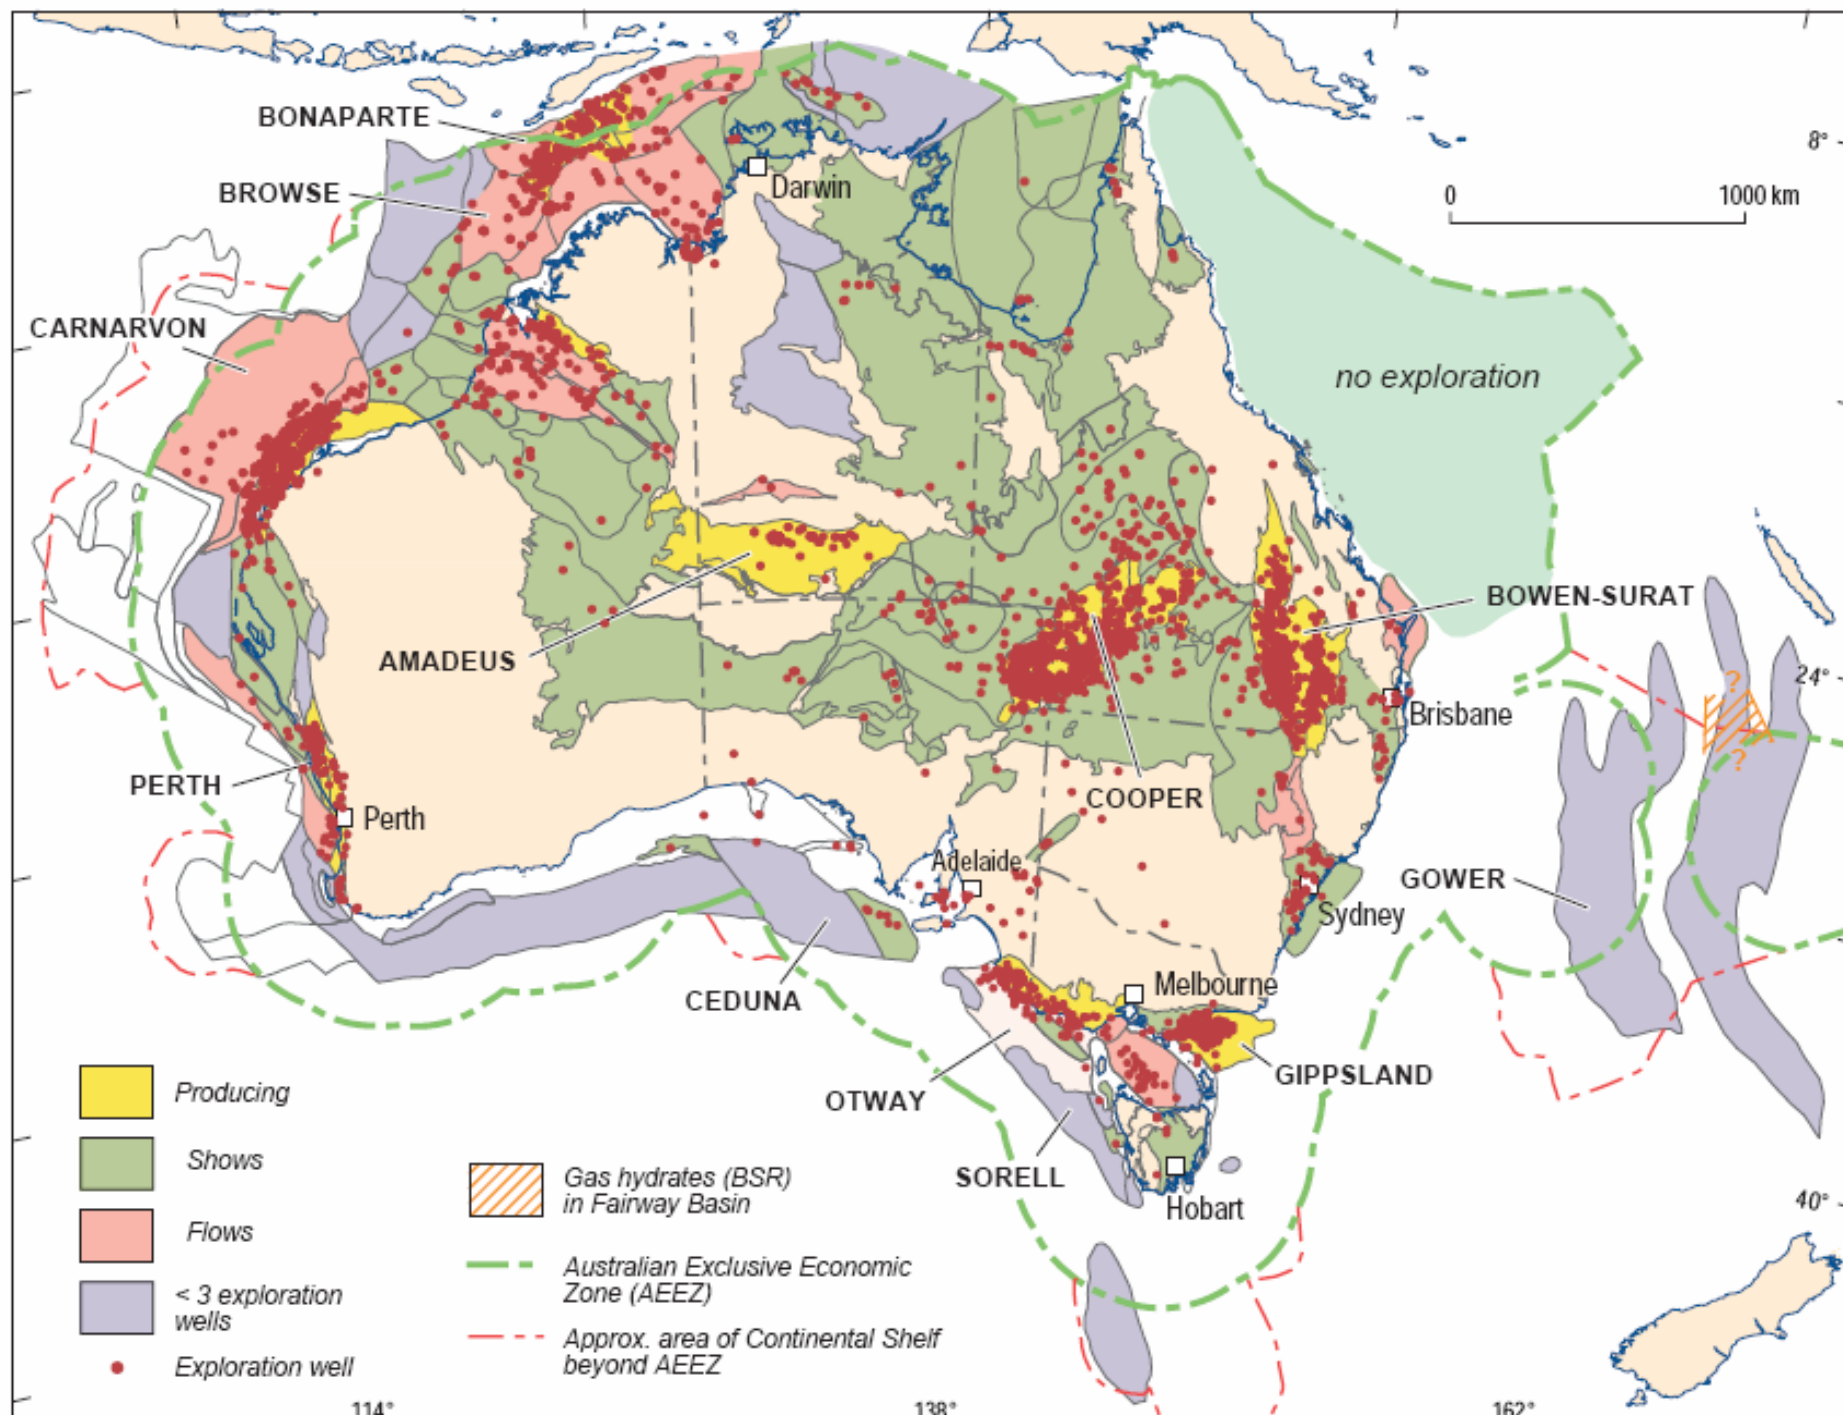 BONAPARTE
BROWSE
Darwin
8°
0 1000 km
CARNARVON
no exploration
BOWEN-SURAT
AMADEUS
24°
?
Brisbane
?
PERTH
COOPER
Perth
Adelaide
GOWER
Sydney
CEDUNA
Melbourne
GIPPSLAND
OTWAY
SORELL
Hobart
40°
Producing
Shows
Flows
< 3 exploration
wells
Exploration well
Gas hydrates (BSR)
in Fairway Basin
Australian Exclusive Economic
Zone (AEEZ)
Approx. area of Continental Shelf
beyond AEEZ
114° 138° 162°